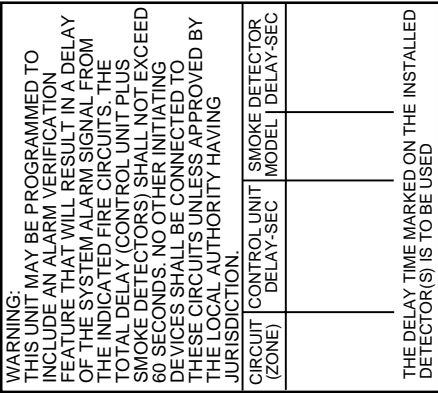 WARNING:
THIS UNIT MAY BE PROGRAMMED TO
INCLUDE AN ALARM VERIFICATION
FEATURE THAT WILL RESULT IN A DELAY
OF THE SYSTEM ALARM SIGNAL FROM
THE INDICATED FIRE CIRCUITS. THE
TOTAL DELAY (CONTROL UNIT PLUS
SMOKE DETECTORS) SHALL NOT EXCEED
60 SECONDS. NO OTHER INITIATING
DEVICES SHALL BE CONNECTED TO
THESE CIRCUITS UNLESS APPROVED BY
THE LOCAL AUTHORITY HAVING
JURISDICTION.
CIRCUIT CONTROL UNIT SMOKE DETECTOR
(ZONE) DELAY-SEC MODEL DELAY-SEC
THE DELAY TIME MARKED ON THE INSTALLED
DETECTOR(S) IS TO BE USED